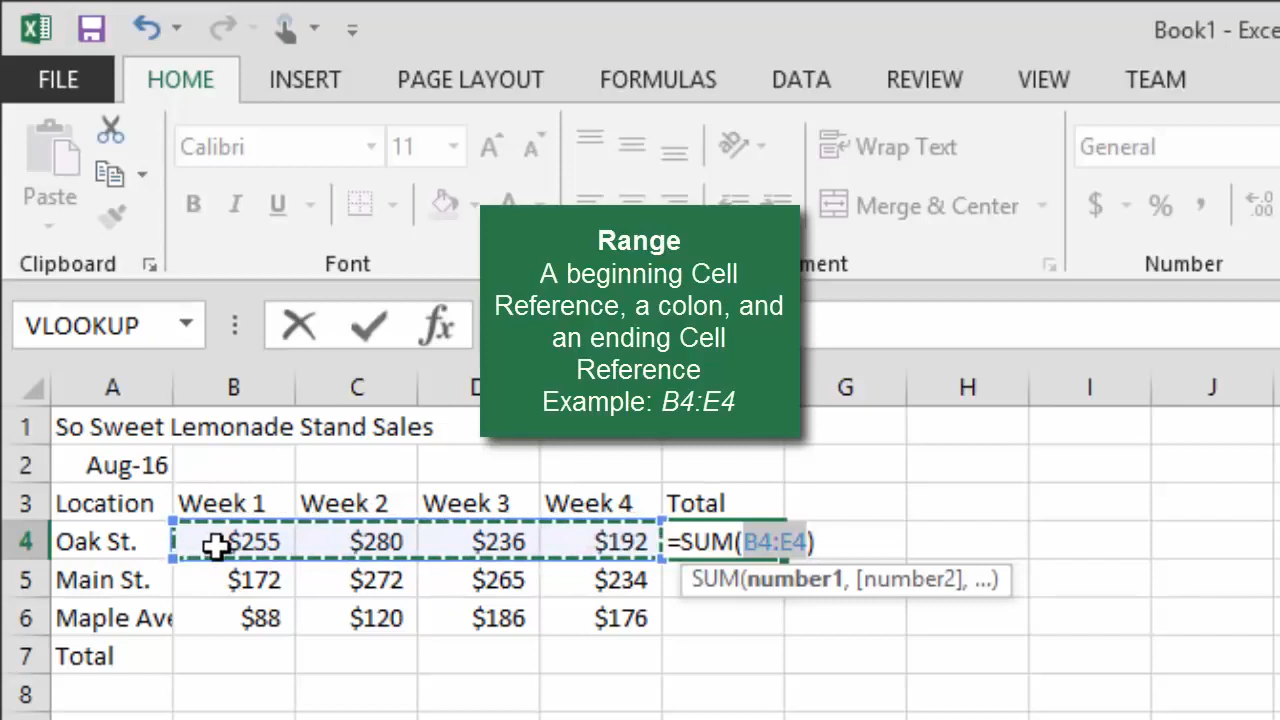 Book1 - Exce
FILE HOME INSERT PAGE LAYOUT FORMULAS DATA REVIEW VIEW TEAM
Calibri 11 Wrap Text General
Paste B I U A Merge & Center $ % , .00
Clipboard Font ment Number
Range
A beginning Cell
Reference, a colon, and
an ending Cell
Reference
Example: B4:E4
VLOOKUP fx
A B C D G H I J
1 So Sweet Lemonade Stand Sales
2 Aug-16
3 Location Week 1 Week 2 Week 3 Week 4 Total
4 Oak St. $255 $280 $236 $192 =SUM(B4:E4)
5 Main St. $172 $272 $265 $234 SUM(number1, [number2], ...)
6 Maple Ave $88 $120 $186 $176
7 Total
8